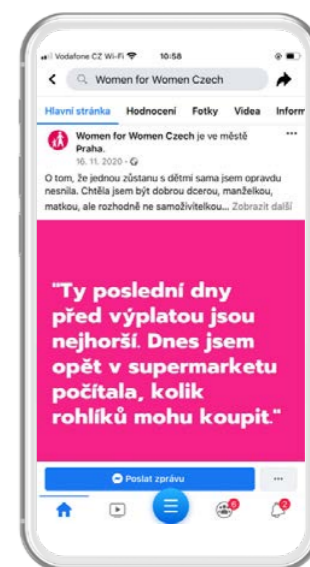 Vodafone CZ Wi-Fi 10:58
Women for Women Czech
Hlavní stránka Hodnocení Fotky Videa Inform
Women for Women Czech je ve městě
Praha.
16. 11. 2020 ·
O tom, že jednou zůstanu s dětmi sama jsem opravdu
nesnila. Chtěla jsem být dobrou dcerou, manželkou,
matkou, ale rozhodně ne samoživitelkou... Zobrazit další
"Ty poslední dny
před výplatou jsou
nejhorší. Dnes jsem
opět v supermarketu
počítala, kolik
rohlíků mohu koupit."
Poslat zprávu
6 2